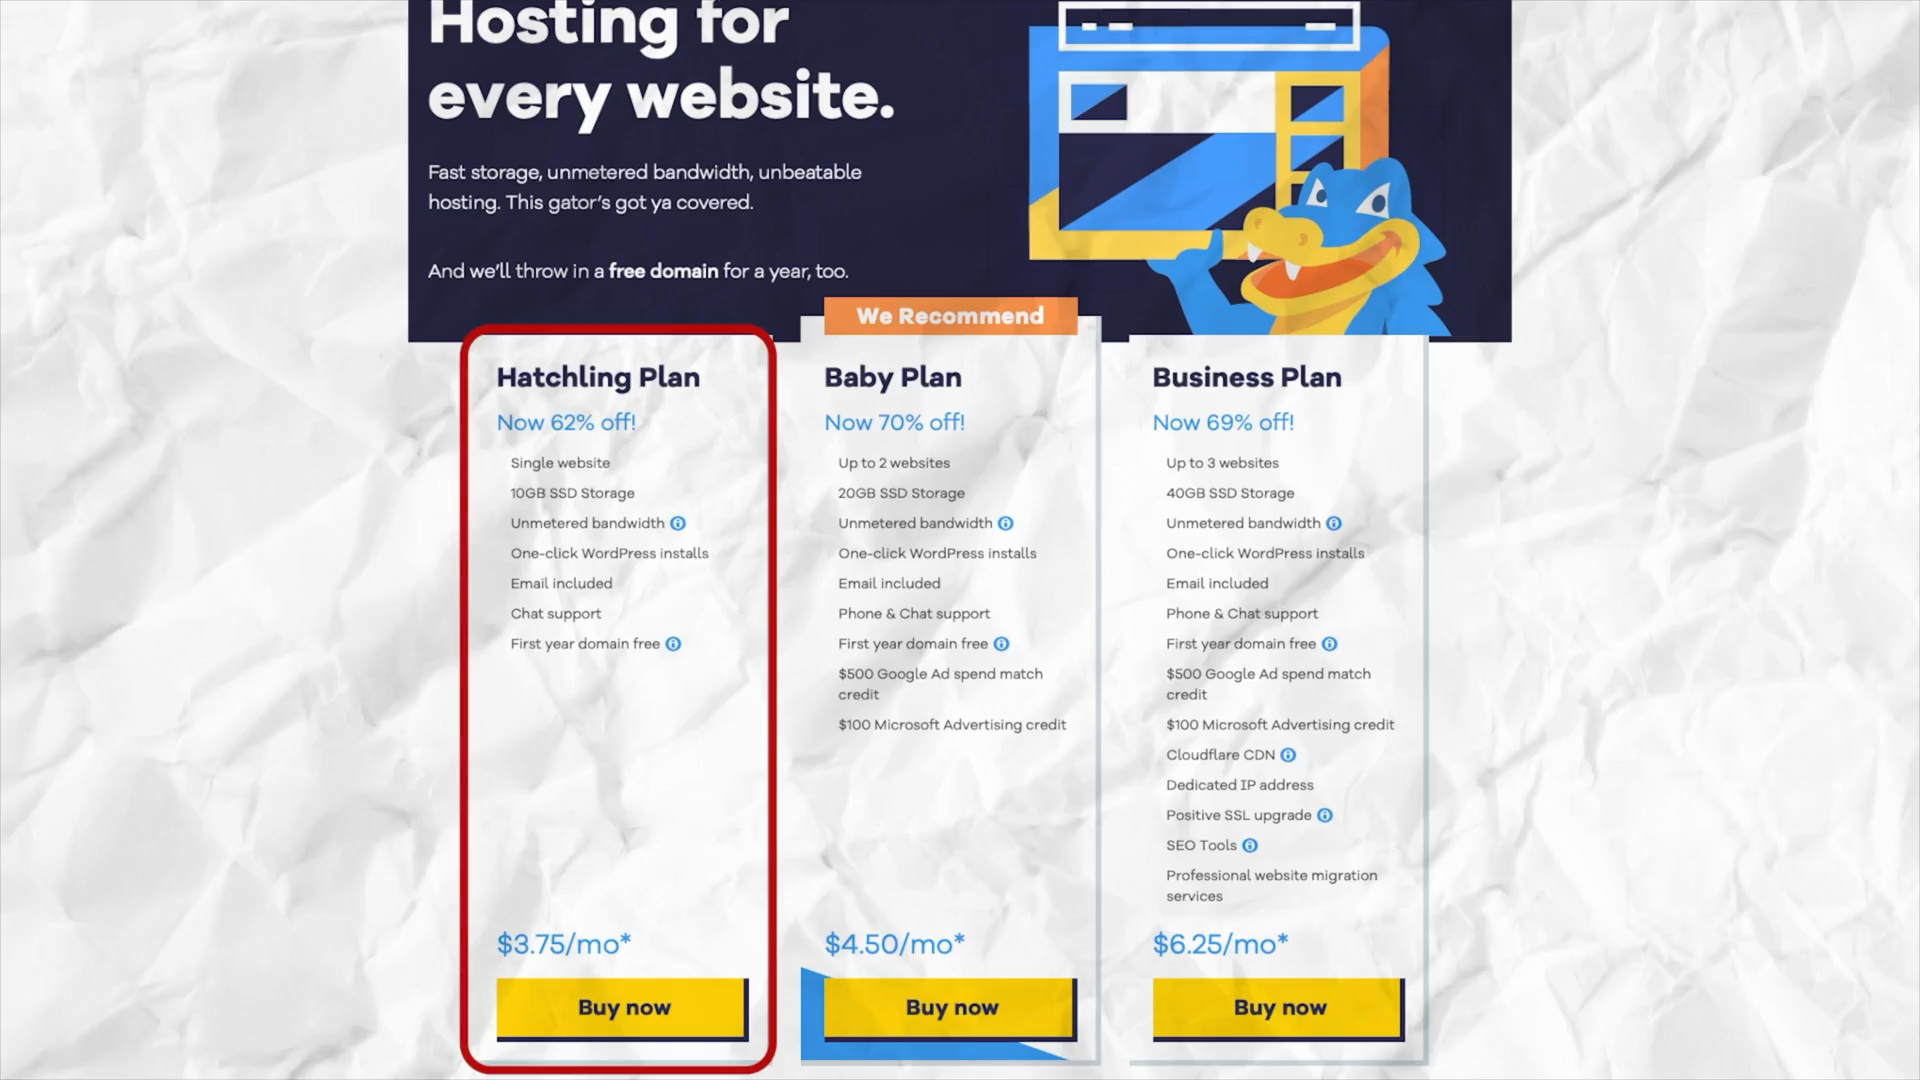 Hosting for
every website.
Fast storage, unmetered bandwidth, unbeatable
hosting. This gator's got ya covered.
And we'll throw in a free domain for a year, too.
We Recommend
Hatchling Plan
Now 62% off!
Single website
10GB SSD Storage
Unmetered bandwidth
One-click WordPress installs
Email included
Chat support
First year domain free
$3.75/mo*
Buy now
Baby Plan
Now 70% off!
Up to 2 websites
20GB SSD Storage
Unmetered bandwidth
One-click WordPress installs
Email included
Phone & Chat support
First year domain free
$500 Google Ad spend match
credit
$100 Microsoft Advertising credit
$4.50/mo*
Buy now
Business Plan
Now 69% off!
Up to 3 websites
40GB SSD Storage
Unmetered bandwidth
One-click WordPress installs
Email included
Phone & Chat support
First year domain free
$500 Google Ad spend match
credit
$100 Microsoft Advertising credit
Cloudflare CDN
Dedicated IP address
Positive SSL upgrade
SEO Tools
Professional website migration
services
$6.25/mo*
Buy now